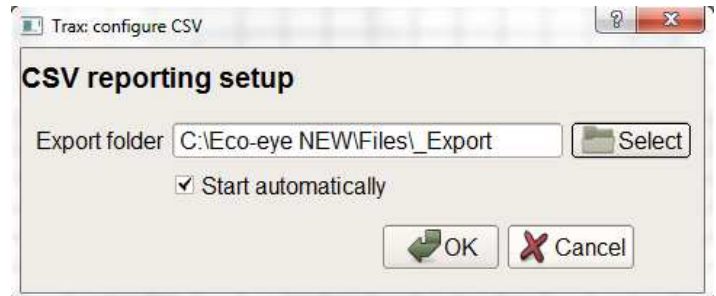 Trax: configure CSV
?
CSV reporting setup
Export folder C:\Eco-eye NEW\Files\_Export Select
Start automatically
OK Cancel